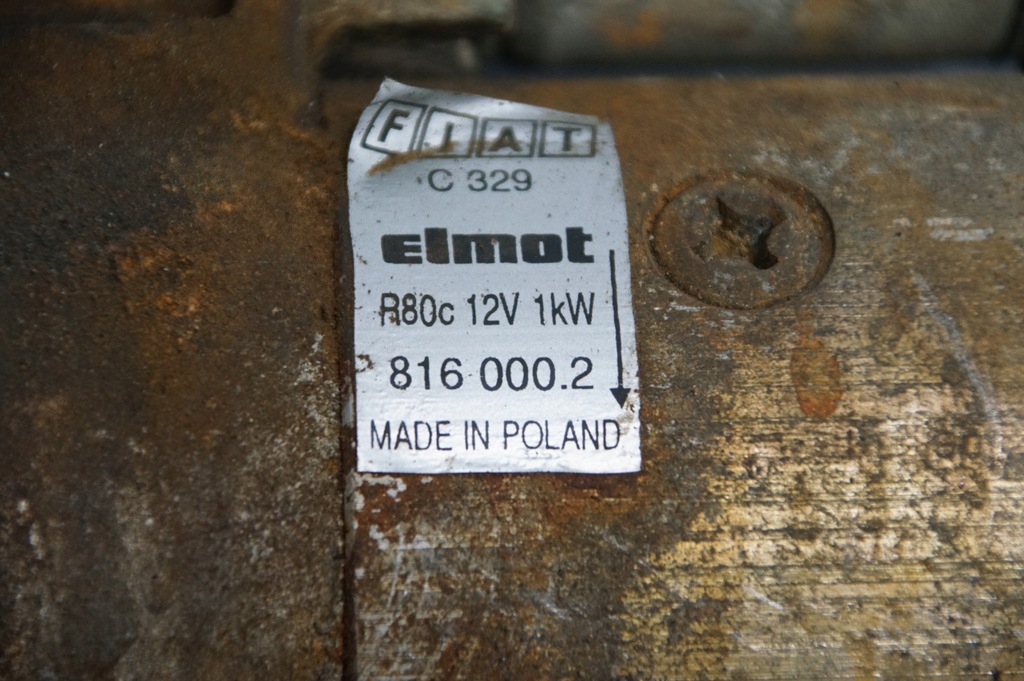 FIAT
C 329
elmot
R80c 12V 1kW
816 000.2
MADE IN POLAND